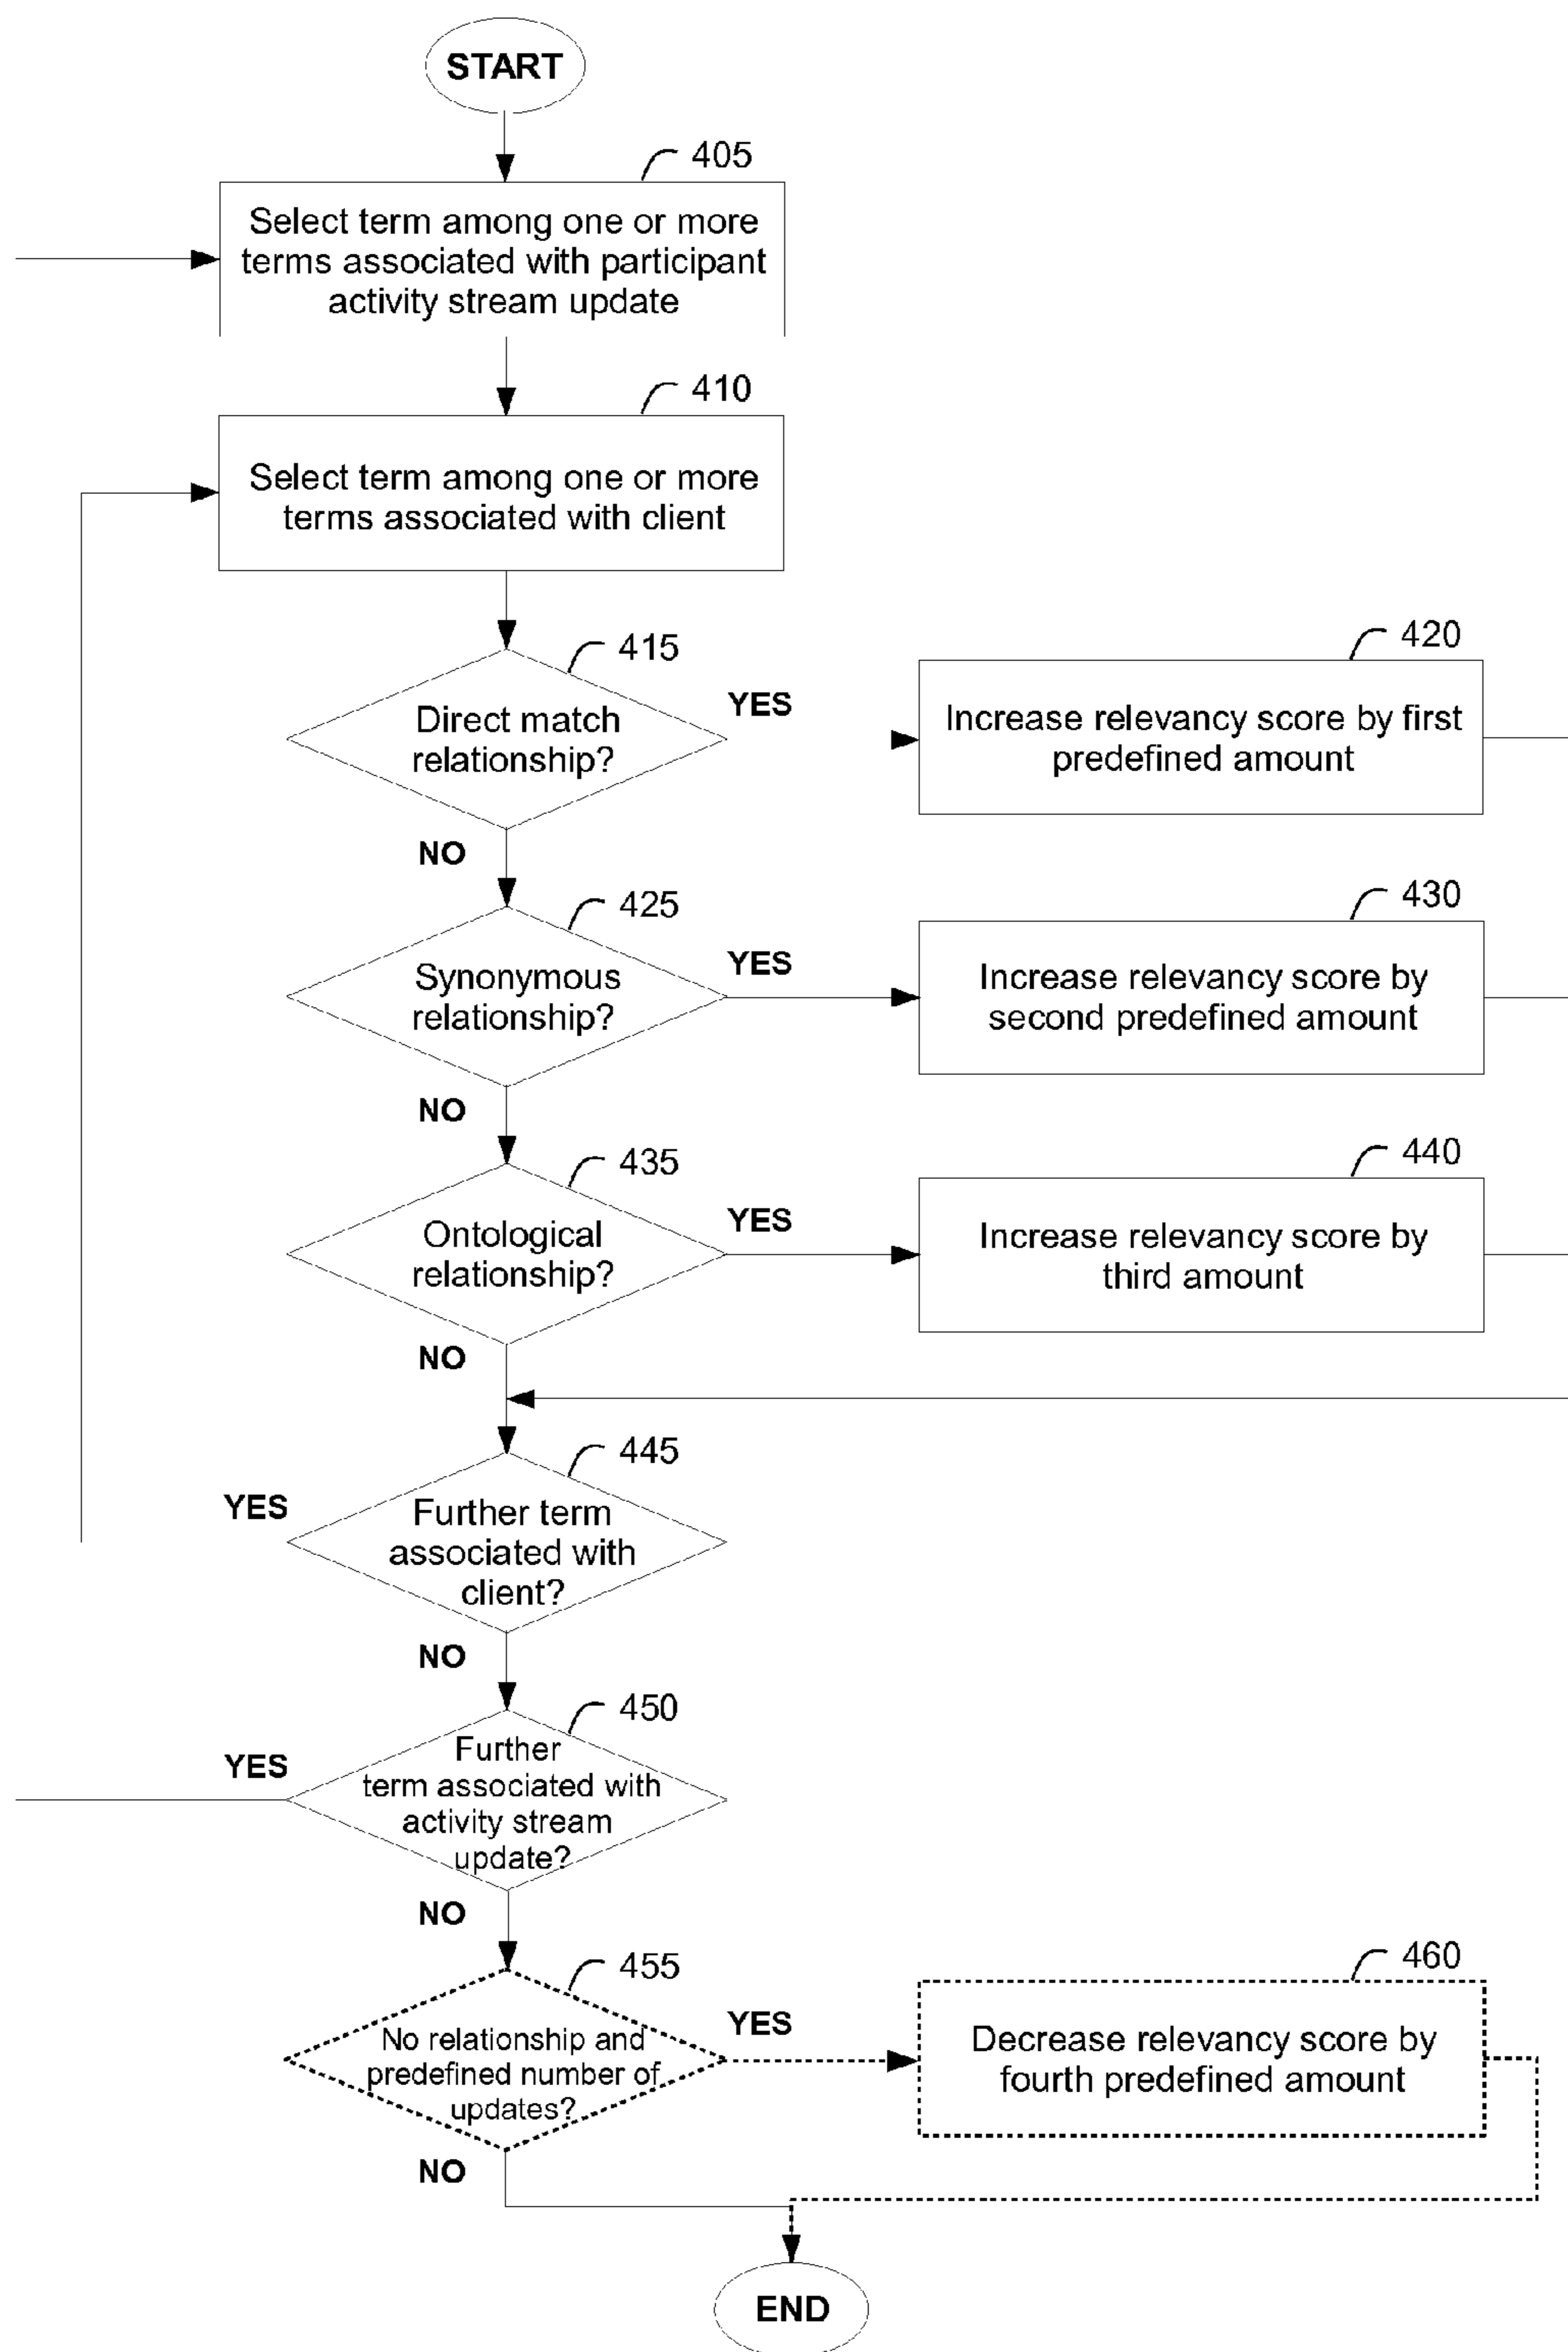 START
405
Select term among one or more
terms associated with participant
activity stream update
410
Select term among one or more
terms associated with client
415
Direct match
relationship?
YES
420
Increase relevancy score by first
predefined amount
NO
425
Synonymous
relationship?
YES
430
Increase relevancy score by
second predefined amount
NO
435
Ontological
relationship?
YES
440
Increase relevancy score by
third amount
NO
445
YES
Further term
associated with
client?
NO
450
YES
Further
term associated with
activity stream
update?
NO
455
No relationship and
predefined number of
updates?
YES
460
Decrease relevancy score by
fourth predefined amount
NO
END